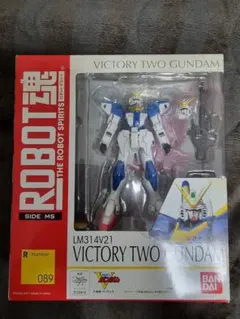 VICTORY TWO GUNDAM
ROBOT魂
THE ROBOT SPIRITS
SIDE MS
R Number
089
LM314V21
VICTORY TWO GUNDAM
BANDAI